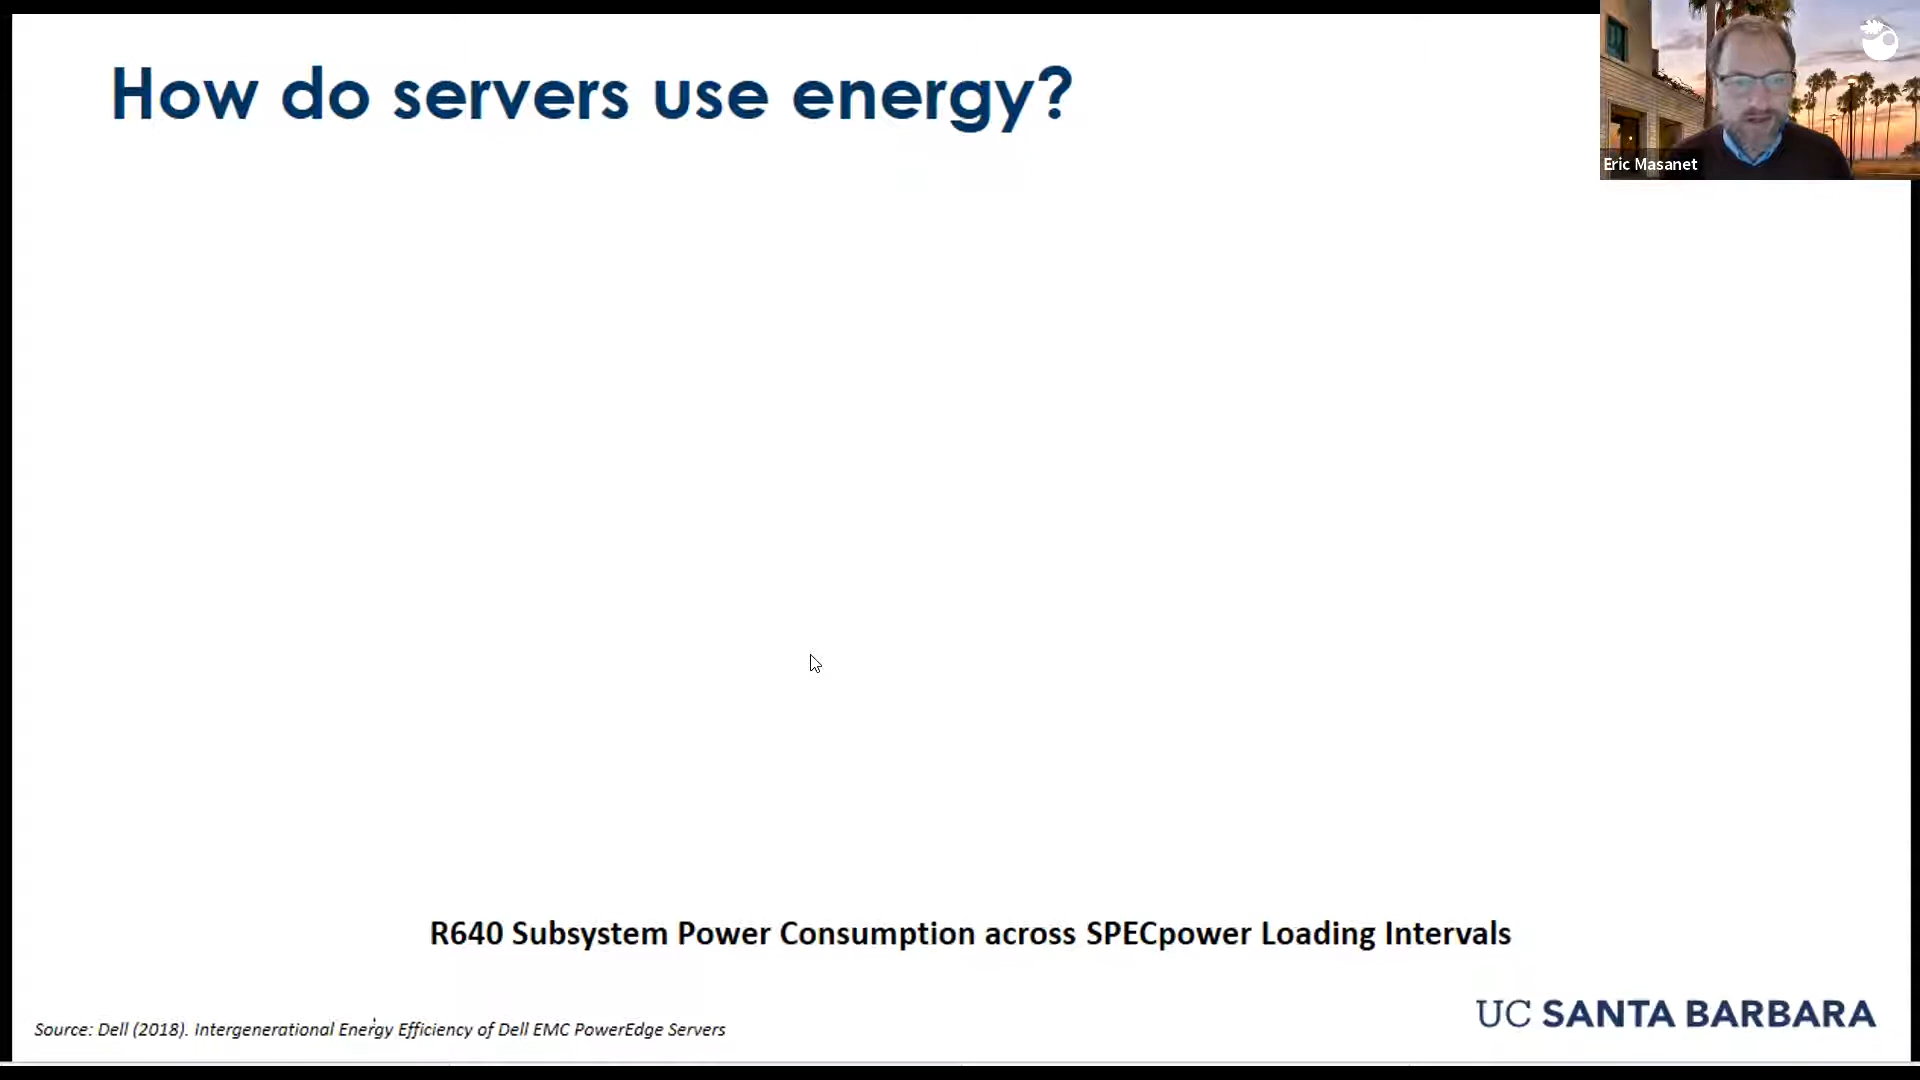 How do servers use energy?
Eric Masanet
R640 Subsystem Power Consumption across SPECpower Loading Intervals
UC SANTA BARBARA
Source: Dell (2018). Intergenerational Energy Efficiency of Dell EMC PowerEdge Servers